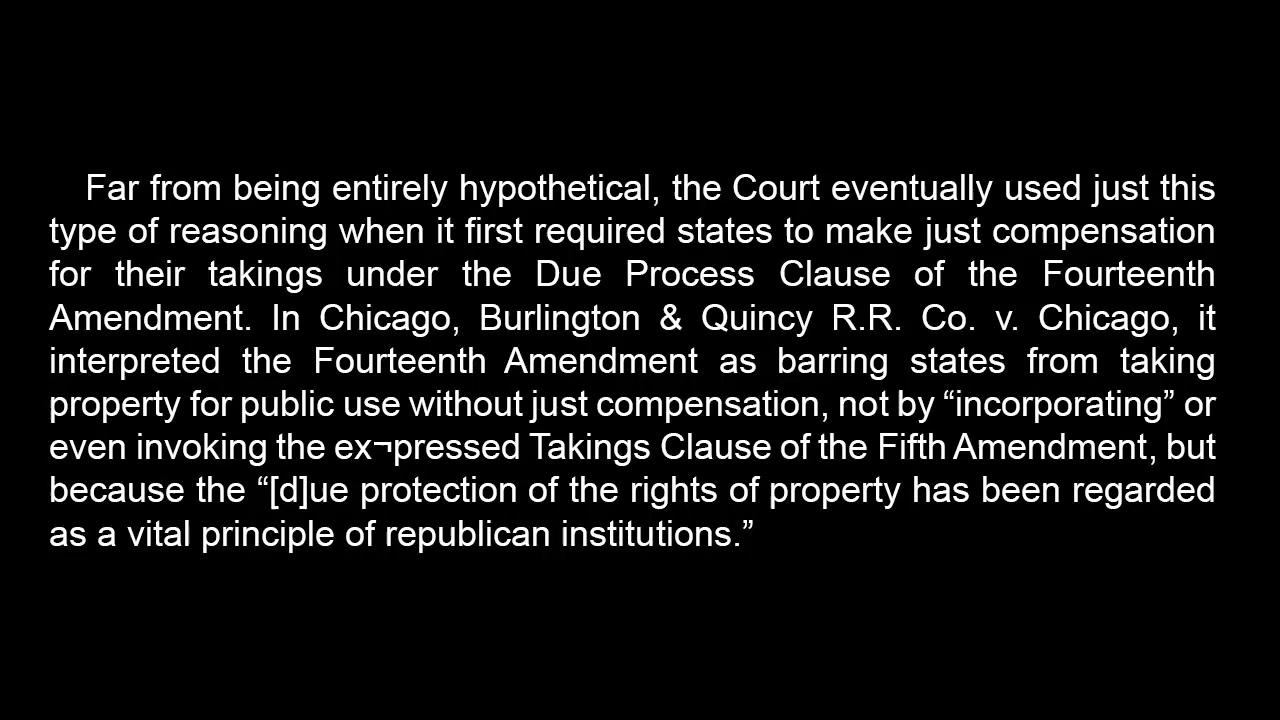 Far from being entirely hypothetical, the Court eventually used just this
type of reasoning when it first required states to make just compensation
for their takings under the Due Process Clause of the Fourteenth
Amendment. In Chicago, Burlington & Quincy R.R. Co. v. Chicago, it
interpreted the Fourteenth Amendment as barring states from taking
property for public use without just compensation, not by “incorporating” or
even invoking the ex¬pressed Takings Clause of the Fifth Amendment, but
because the “[d]ue protection of the rights of property has been regarded
as a vital principle of republican institutions.”